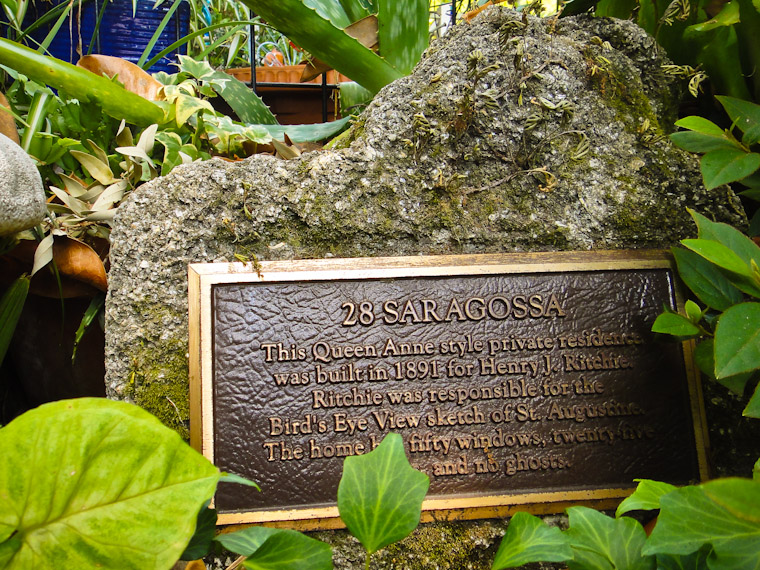 28 SARAGOSSA
This Queen Anne style private residence
was built in 1891 for Henry J. Ritchie.
Ritchie was responsible for the
Bird's Eye View sketch of St. Augustine.
The home has fifty windows, twenty-five
and no ghosts.